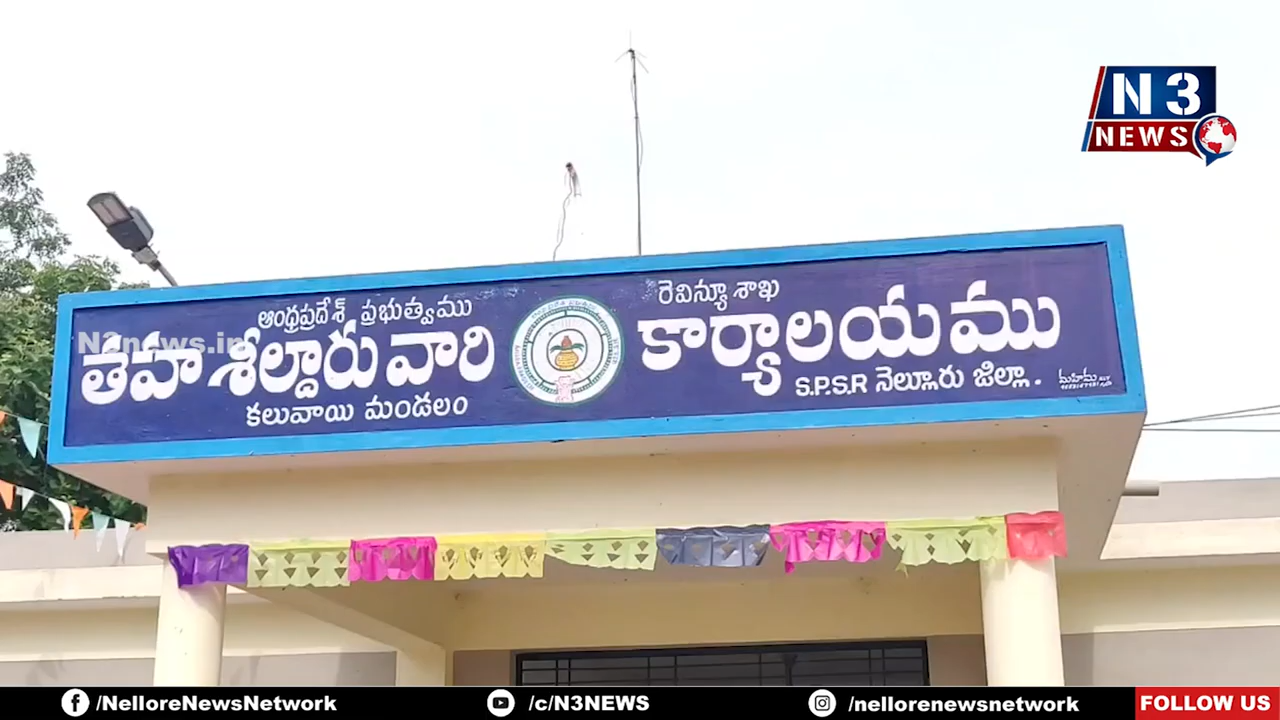 N3
NEWS
ఆంధ్రప్రదేశ్ ప్రభుత్వము
రెవిన్యూ శాఖ
తహశీల్దారు వారి కార్యాలయము
కలువాయి మండలం
S.P.S.R నెల్లూరు జిల్లా.
N3news.in
/NelloreNewsNetwork
/c/N3NEWS
/nellorenewsnetwork
FOLLOW US